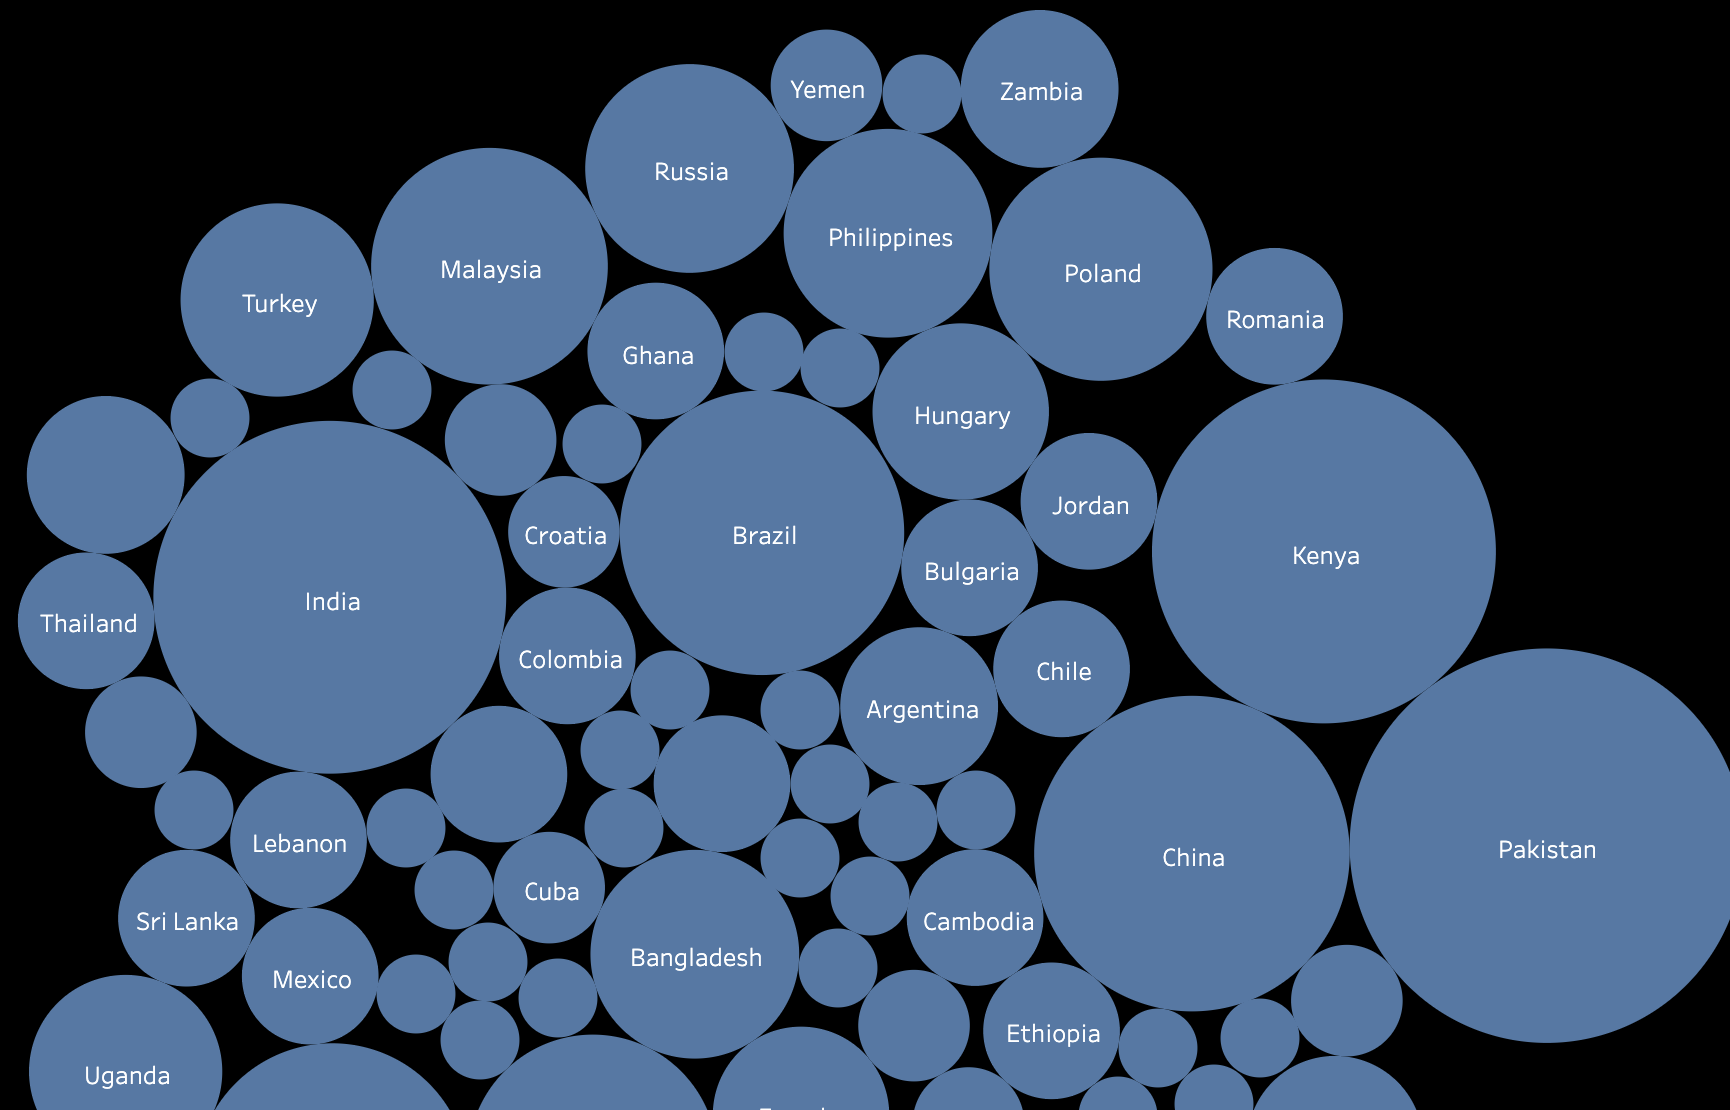 Yemen
Zambia
Russia
Philippines
Malaysia
Poland
Turkey
Romania
Ghana
Hungary
Jordan
Croatia
Brazil
Kenya
Bulgaria
India
Thailand
Colombia
Chile
Argentina
Lebanon
Pakistan
China
Cuba
Sri Lanka
Cambodia
Bangladesh
Mexico
Ethiopia
Uganda